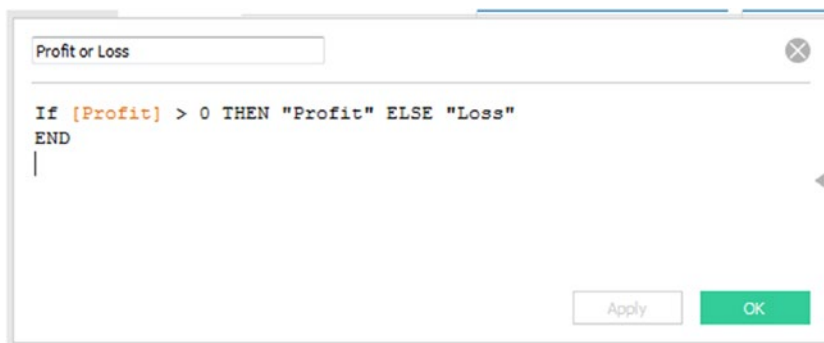 Profit or Loss
If [Profit] > 0 THEN "Profit" ELSE "Loss"
END
Apply
OK